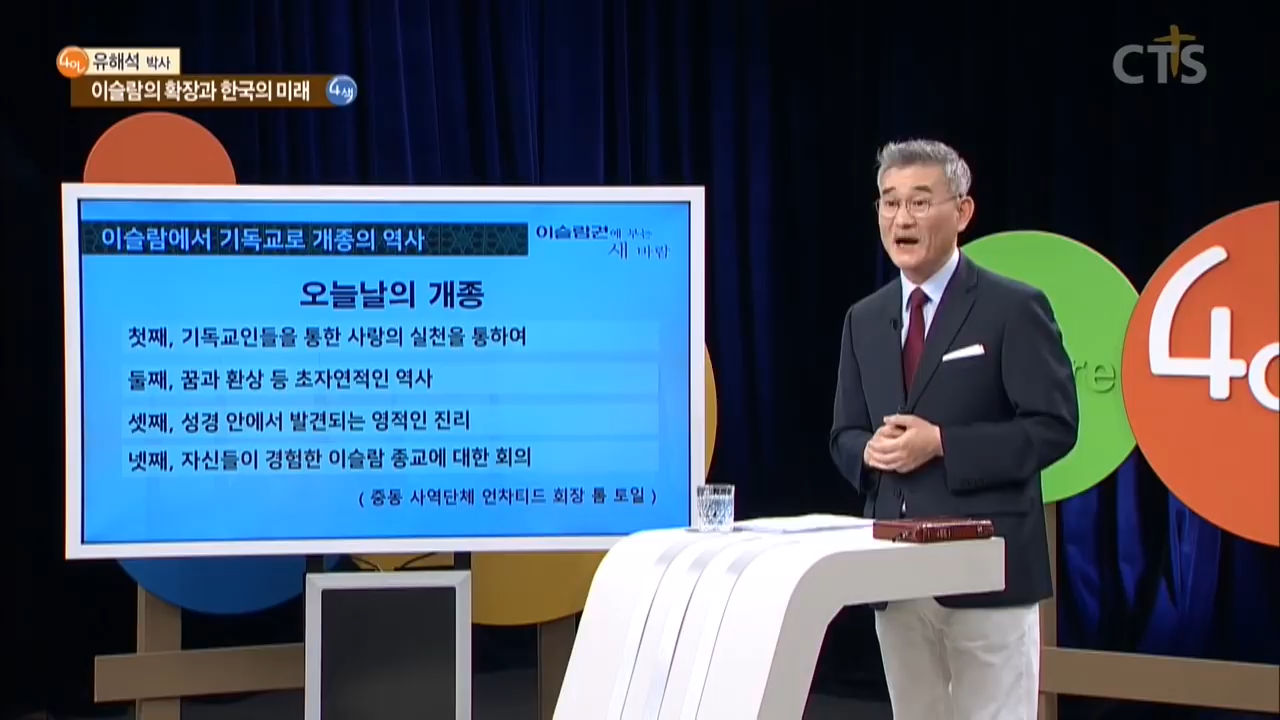 4인 유해석 박사
이슬람의 확장과 한국의 미래 4색
CTS
이슬람에서 기독교로 개종의 역사
이슬람권에 부는
새 바람
오늘날의 개종
첫째, 기독교인들을 통한 사랑의 실천을 통하여
둘째, 꿈과 환상 등 초자연적인 역사
셋째, 성경 안에서 발견되는 영적인 진리
넷째, 자신들이 경험한 이슬람 종교에 대한 회의
( 중동 사역단체 언차티드 회장 톰 토일 )
re
4인